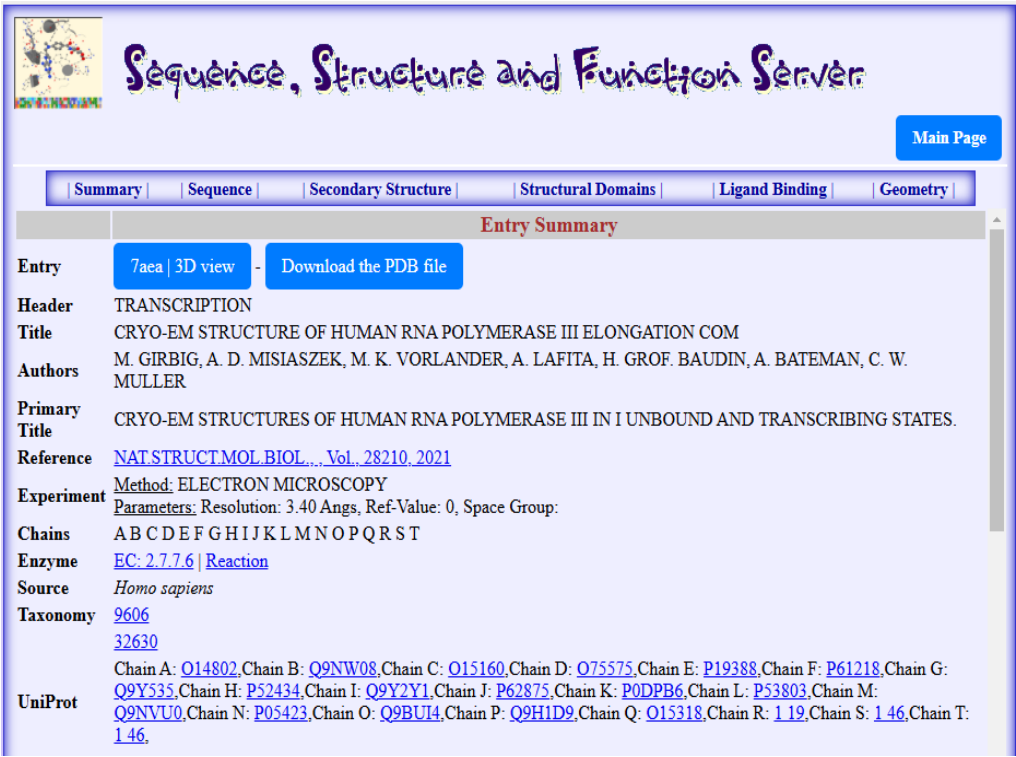 Sequence, Structure and Function Server
Main Page
| Summary | | Sequence | | Secondary Structure | | Structural Domains | | Ligand Binding | | Geometry |
Entry Summary
Entry 7aea | 3D view - Download the PDB file
Header TRANSCRIPTION
Title CRYO-EM STRUCTURE OF HUMAN RNA POLYMERASE III ELONGATION COM
Authors M. GIRBIG, A. D. MISIASZEK, M. K. VORLANDER, A. LAFITA, H. GROF. BAUDIN, A. BATEMAN, C. W.
MULLER
Primary Title CRYO-EM STRUCTURES OF HUMAN RNA POLYMERASE III IN I UNBOUND AND TRANSCRIBING STATES.
Reference NAT.STRUCT.MOL.BIOL., , Vol., 28210, 2021
Experiment Method: ELECTRON MICROSCOPY
Parameters: Resolution: 3.40 Angs, Ref-Value: 0, Space Group:
Chains A B C D E F G H I J K L M N O P Q R S T
Enzyme EC: 2.7.7.6 | Reaction
Source Homo sapiens
Taxonomy 9606
32630
UniProt Chain A: O14802,Chain B: Q9NW08,Chain C: O15160,Chain D: O75575,Chain E: P19388,Chain F: P61218,Chain G:
Q9Y535,Chain H: P52434,Chain I: Q9Y2Y1,Chain J: P62875,Chain K: P0DPB6,Chain L: P53803,Chain M:
Q9NVU0,Chain N: P05423,Chain O: Q9BUI4,Chain P: Q9H1D9,Chain Q: O15318,Chain R: 1 19,Chain S: 1 46,Chain T:
1 46,